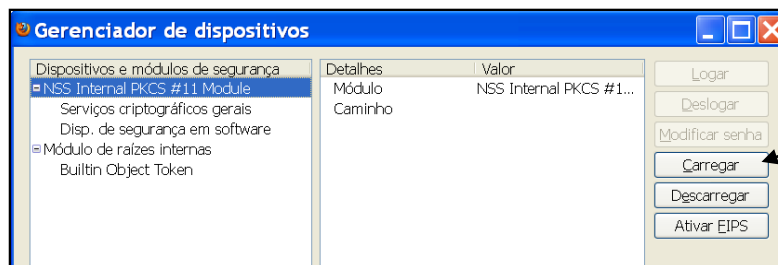 Gerenciador de dispositivos
Dispositivos e módulos de segurança
NSS Internal PKCS #11 Module
Serviços criptográficos gerais
Disp. de segurança em software
Módulo de raízes internas
Builtin Object Token
Detalhes Valor
Módulo NSS Internal PKCS #1...
Caminho
Logar
Deslogar
Modificar senha
Carregar
Descarregar
Ativar FIPS